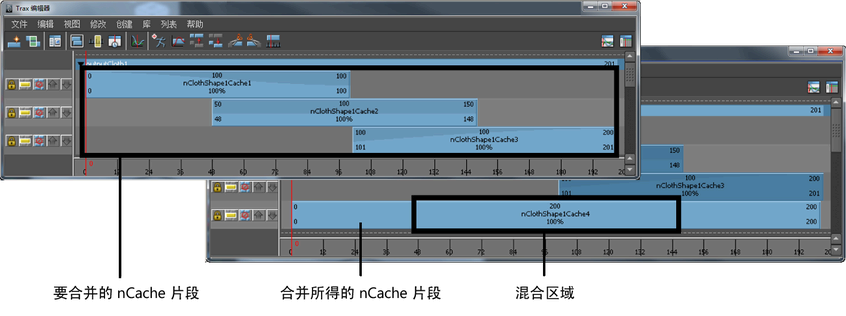 Trax 编辑器
文件 编辑 视图 修改 创建 库 列表 帮助
outputCloth1 201
0 100 100
nClothShape1Cache1
0 100% 100
50 100 150
nClothShape1Cache2
48 100% 148
100 100 200
nClothShape1Cache3
101 100% 201
0
0 12 24 36 48 60 72 84 96 108 120 132 144 156 168 180 192
201
150
148
100 200
nClothShape1Cache3
101 100% 201
0 200 200
nClothShape1Cache4
0 100% 200
0
0 12 24 36 48 60 72 84 96 108 120 132 144 156 168 180 192
要合并的 nCache 片段
合并所得的 nCache 片段
混合区域